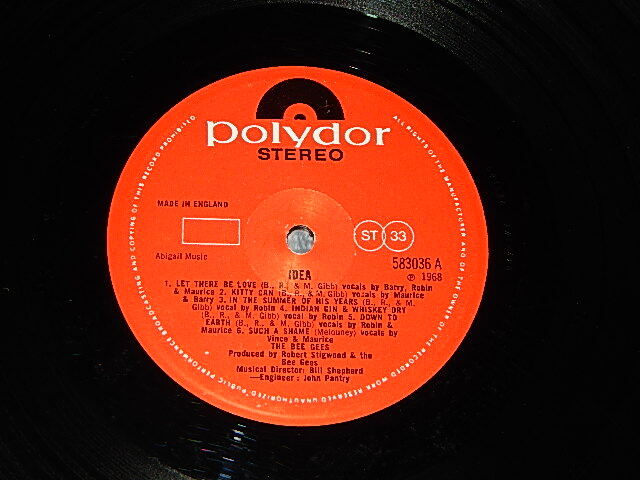 polydor
STEREO
MADE IN ENGLAND
ST 33
Abigail Music
583036 A
℗ 1968
IDEA
1. LET THERE BE LOVE (B., R., & M. Gibb) vocals by Barry, Robin
& Maurice 2. KITTY CAN (B., R., & M. Gibb) vocals by Maurice
& Barry 3. IN THE SUMMER OF HIS YEARS (B., R., & M.
Gibb) vocal by Robin 4. INDIAN GIN & WHISKEY DRY
(B., R., & M. Gibb) vocal by Robin 5. DOWN TO
EARTH (B., R., & M. Gibb) vocals by Robin &
Maurice 6. SUCH A SHAME (Melouney) vocals by
Vince & Maurice
THE BEE GEES
Produced by Robert Stigwood & the
Bee Gees
Musical Director: Bill Shepherd
—Engineer: John Pantry
ALL RIGHTS OF THE MANUFACTURER AND OF THE OWNER OF THE RECORDED WORK RESERVED UNAUTHORIZED PUBLIC PERFORMANCE BROADCASTING AND COPYING OF THIS RECORD PROHIBITED